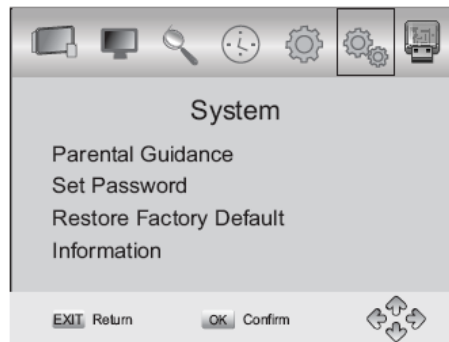 System
Parental Guidance
Set Password
Restore Factory Default
Information
EXIT Return OK Confirm